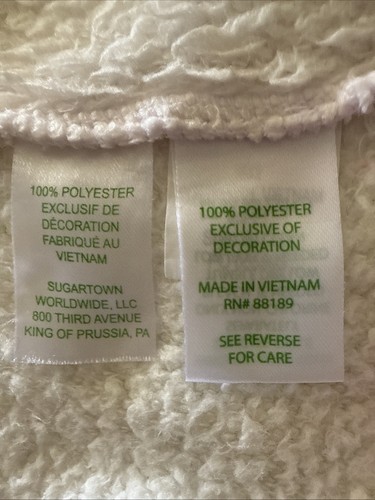 100% POLYESTER
EXCLUSIF DE
DÉCORATION
FABRIQUÉ AU
VIETNAM
SUGARTOWN
WORLDWIDE, LLC
800 THIRD AVENUE
KING OF PRUSSIA, PA
100% POLYESTER
EXCLUSIVE OF
DECORATION
MADE IN VIETNAM
RN# 88189
SEE REVERSE
FOR CARE